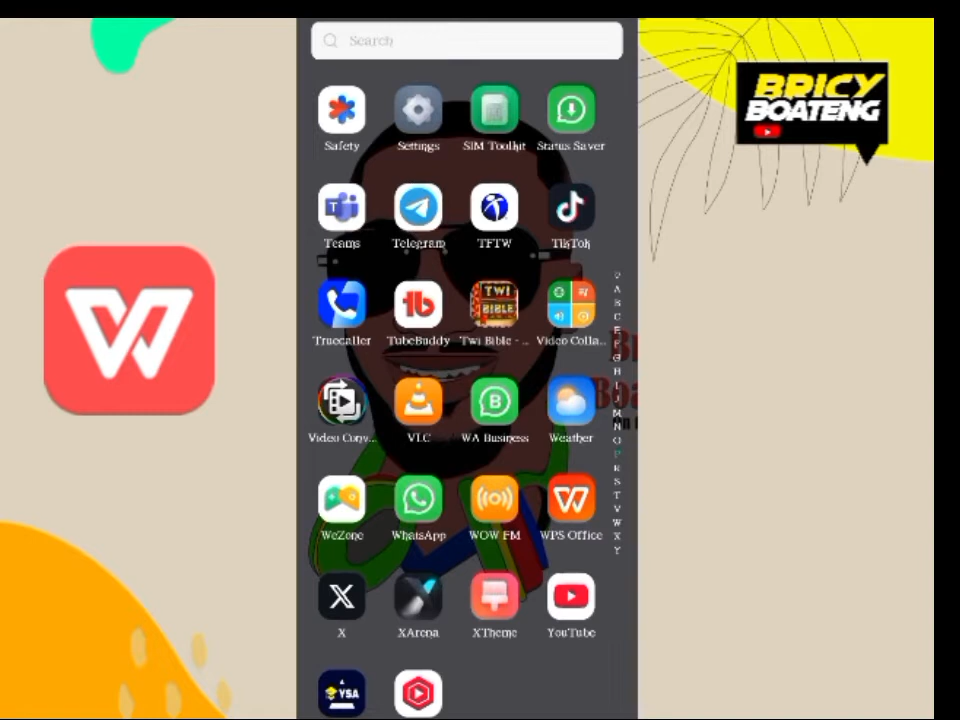 Search
BRICY
BOATENG
Safety Settings SIM Toolkit Status Saver
Teams Telegram TFTW TikTok
TWI
BIBLE
Truecaller TubeBuddy Twi Bible - ... Video Colla...
Video Conv... VLC WA Business Weather
WeZone WhatsApp WOW FM WPS Office
X XArena XTheme YouTube
YSA
A
B
C
E
F
G
H
I
J
M
N
O
P
R
S
T
V
W
X
Y